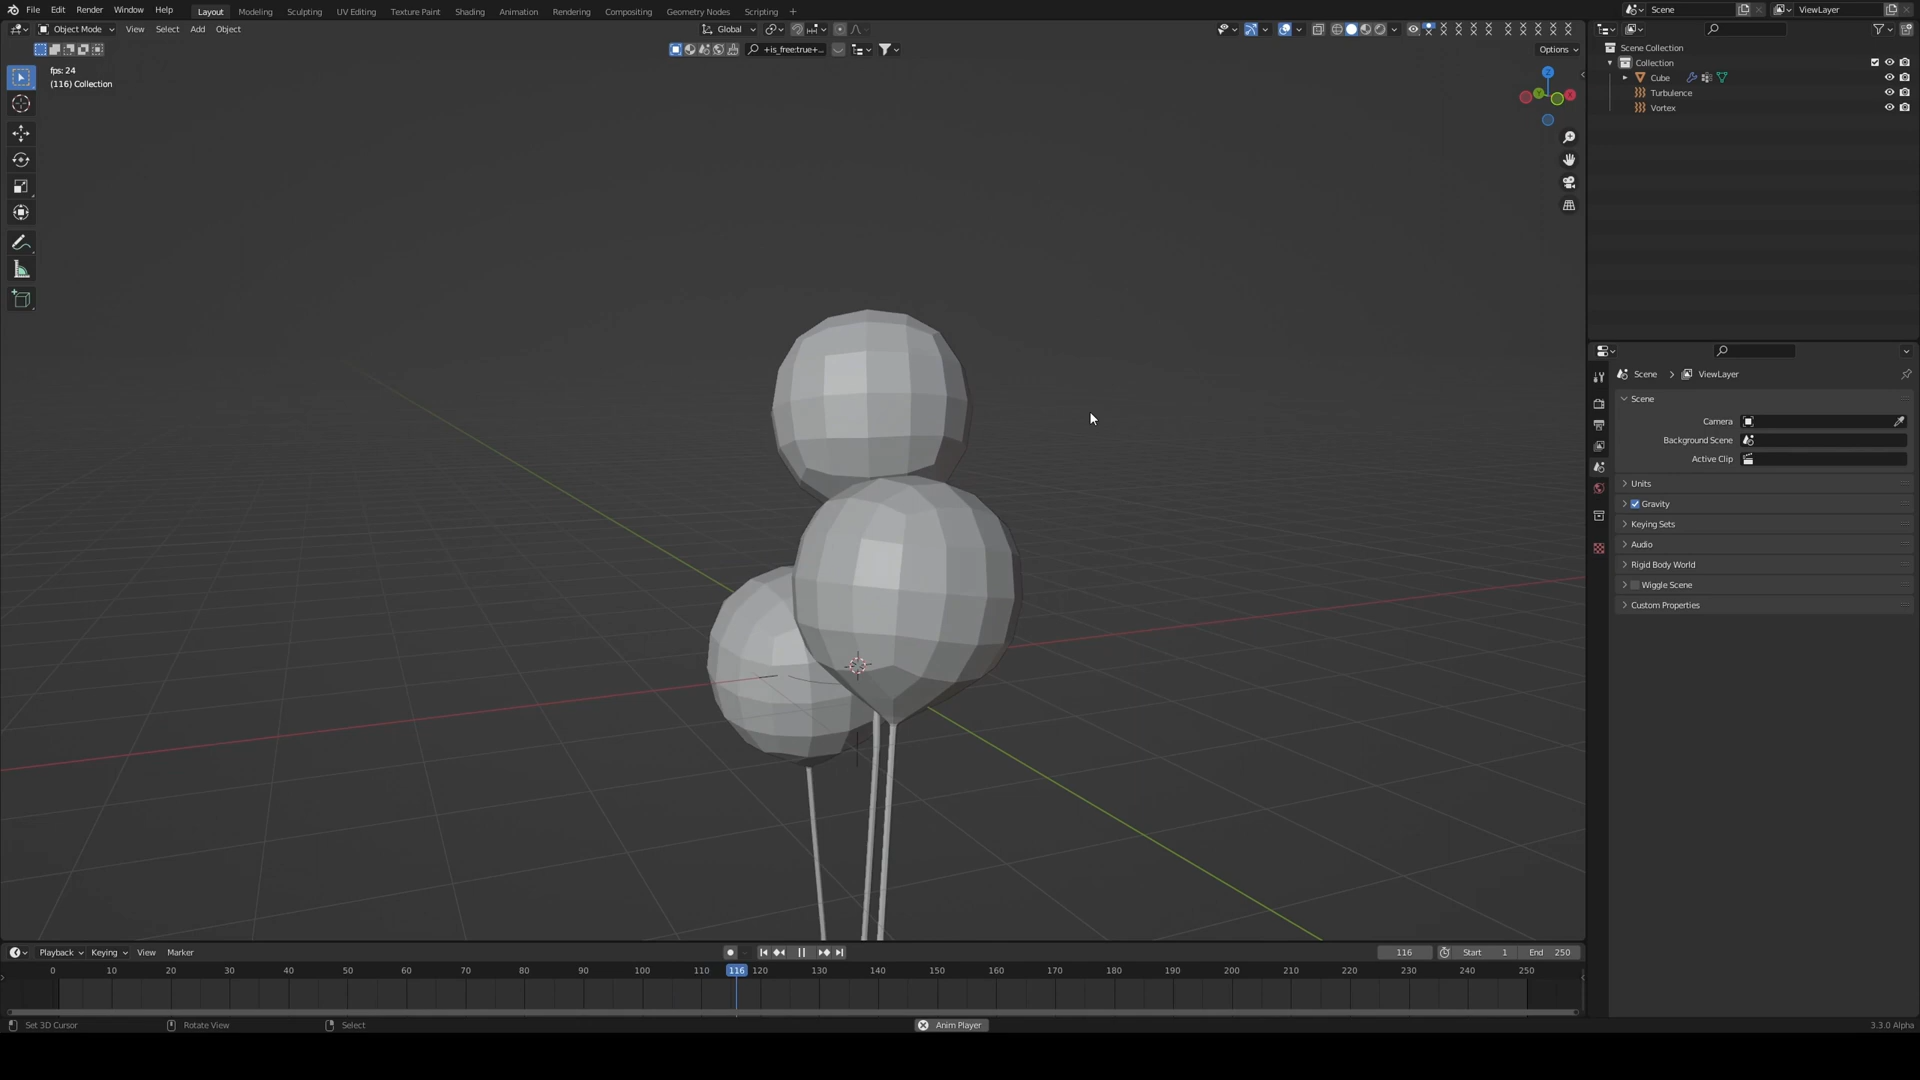 File Edit Render Window Help Layout Modeling Sculpting UV Editing Texture Paint Shading Animation Rendering Compositing Geometry Nodes Scripting + Scene ViewLayer
Object Mode View Select Add Object Global
+is_free:true+... Options
fps: 24
(116) Collection
Z
Y
X
Scene Collection
Collection
Cube
Turbulence
Vortex
Scene > ViewLayer
Scene
Camera
Background Scene
Active Clip
Units
Gravity
Keying Sets
Audio
Rigid Body World
Wiggle Scene
Custom Properties
Playback Keying View Marker 116 Start 1 End 250
0 10 20 30 40 50 60 70 80 90 100 110 116 120 130 140 150 160 170 180 190 200 210 220 230 240 250
Set 3D Cursor Rotate View Select Anim Player 3.3.0 Alpha